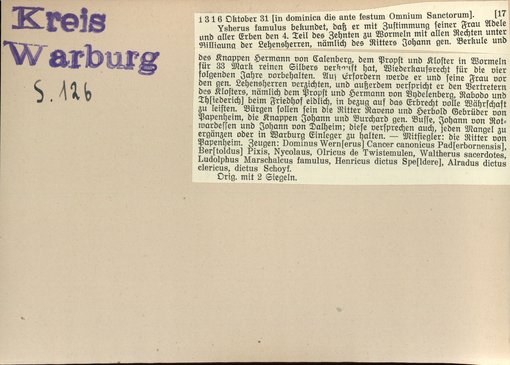 Kreis
Warburg
S. 126
1316 Oktober 31 [in dominica die ante festum Omnium Sanctorum]. [17
Ysherus famulus bekundet, daß er mit Zustimmung seiner Frau Adele
und aller Erben den 4. Teil des Zehnten zu Wormeln mit allen Rechten unter
Billigung der Lehensherren, nämlich des Ritters Johann gen. Berkule und
des Knappen Hermann von Calenberg, dem Propst und Kloster in Wormeln
für 33 Mark reinen Silbers verkauft hat, Wiederkaufsrecht für die vier
folgenden Jahre vorbehalten. Auf Erfordern werde er und seine Frau vor
den gen. Lehensherren verzichten, und außerdem verspricht er den Vertretern
des Klosters, nämlich dem Propst und Hermann von Bydelenberg, Rabodo und
Th[iederich] beim Friedhof eidlich, in bezug auf das Erbrecht volle Währschaft
zu leisten. Bürgen sollen sein die Ritter Raveno und Herbold Gebrüder von
Papenheim, die Knappen Johann und Burchard gen. Busse, Johann von Rot-
wardessen und Johann von Dalheim; diese versprechen auch, jeden Mangel zu
ergänzen oder in Warburg Einleger zu halten. — Mitsiegler: die Ritter von
Papenheim. Zeugen: Dominus Wern[erus] Cancer canonicus Pad[erbornensis],
Ber[toldus] Pixis, Nycolaus, Olricus de Twistemulen, Waltherus sacerdotes,
Ludolphus Marschalcus famulus, Henricus dictus Spe[ldere], Alradus dictus
clericus, dictus Schoyf.
Orig. mit 2 Siegeln.